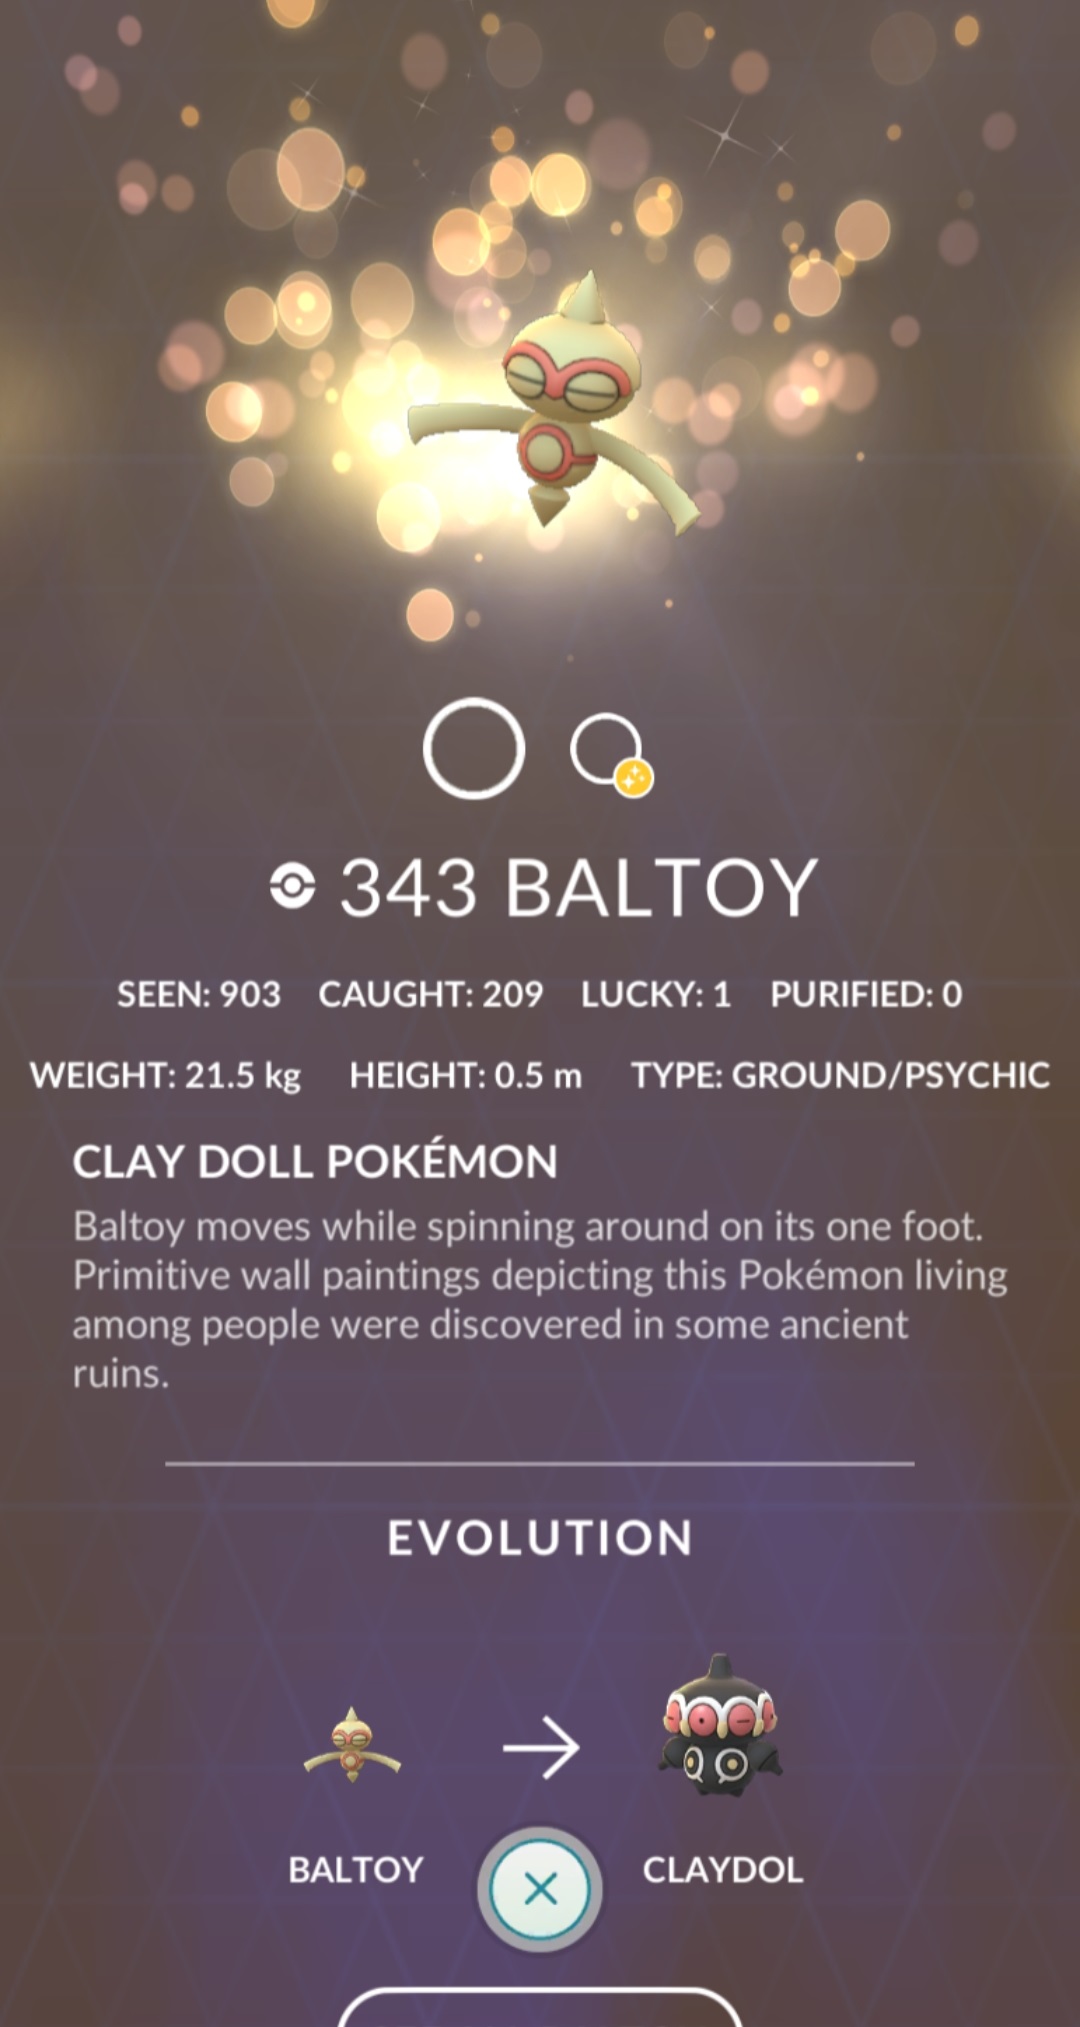 343 BALTOY
SEEN: 903 CAUGHT: 209 LUCKY: 1 PURIFIED: 0
WEIGHT: 21.5 kg HEIGHT: 0.5 m TYPE: GROUND/PSYCHIC
CLAY DOLL POKÉMON
Baltoy moves while spinning around on its one foot.
Primitive wall paintings depicting this Pokémon living
among people were discovered in some ancient
ruins.
EVOLUTION
BALTOY CLAYDOL